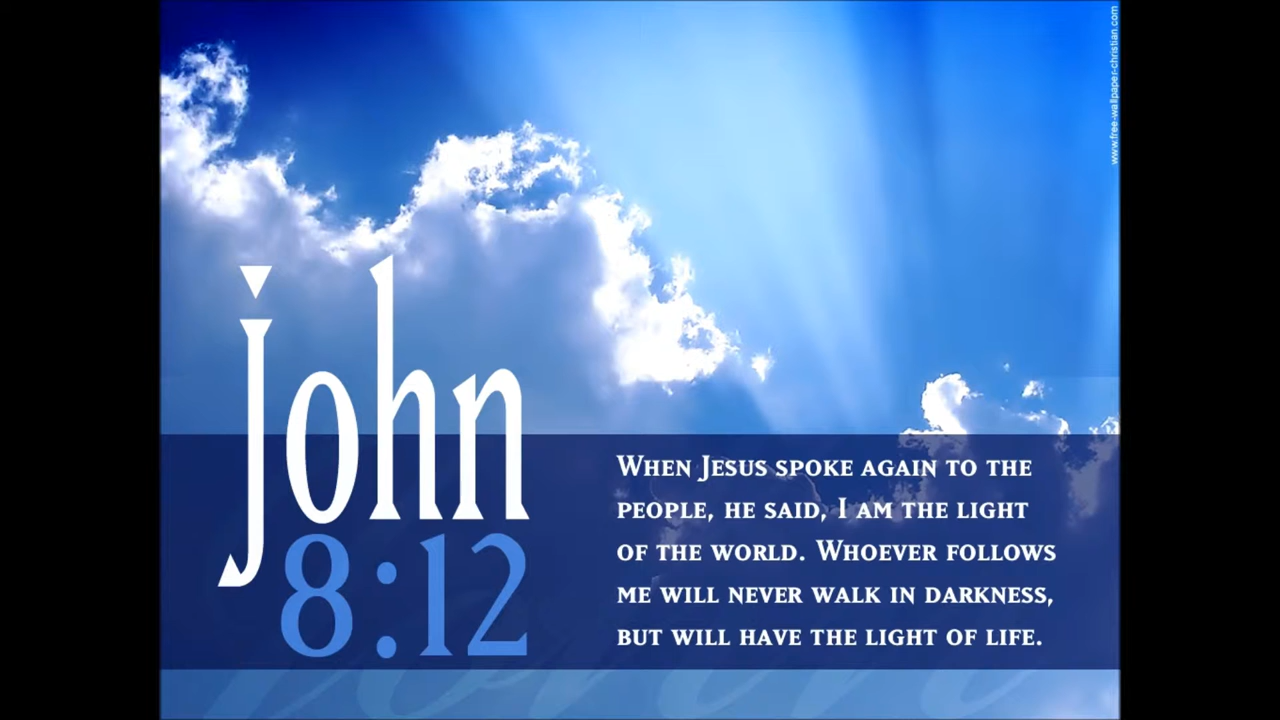 www.free-wallpaper-christian.com
john
8:12
When Jesus spoke again to the
people, he said, I am the light
of the world. Whoever follows
me will never walk in darkness,
but will have the light of life.